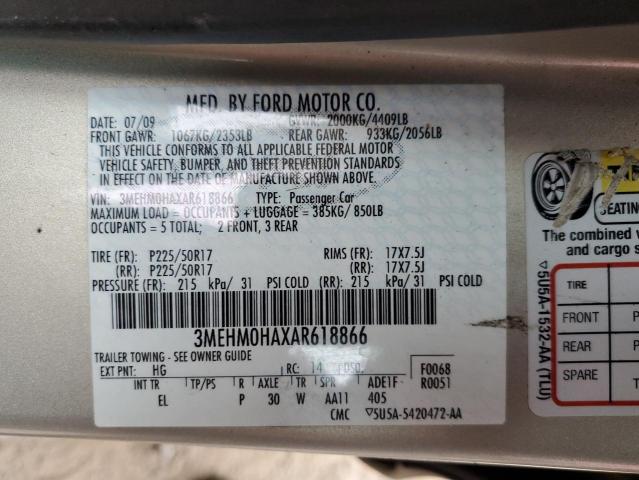 MFD. BY FORD MOTOR CO.
DATE: 07/09 GVWR: 2000KG/4409LB
FRONT GAWR: 1067KG/2353LB REAR GAWR: 933KG/2056LB
THIS VEHICLE CONFORMS TO ALL APPLICABLE FEDERAL MOTOR
VEHICLE SAFETY, BUMPER, AND THEFT PREVENTION STANDARDS
IN EFFECT ON THE DATE OF MANUFACTURE SHOWN ABOVE.
VIN: 3MEHM0HAXAR618866 TYPE: Passenger Car
MAXIMUM LOAD = OCCUPANTS + LUGGAGE = 385KG/ 850LB
OCCUPANTS = 5 TOTAL; 2 FRONT, 3 REAR
TIRE (FR): P225/50R17 RIMS (FR): 17X7.5J
(RR): P225/50R17 (RR): 17X7.5J
PRESSURE (FR): 215 kPa/ 31 PSI COLD (RR): 215 kPa/ 31 PSI COLD
3MEHM0HAXAR618866
TRAILER TOWING - SEE OWNER GUIDE
EXT PNT: HG RC: 14 DSO: F0068
INT TR TP/PS R AXLE TR SPR ADE1F R0051
EL P 30 W AA11 405
CMC ▽5U5A-5420472-AA
SEATING
The combined
and cargo
▽5U5A-1532-AA (TLU)
TIRE
FRONT P
REAR P
SPARE T